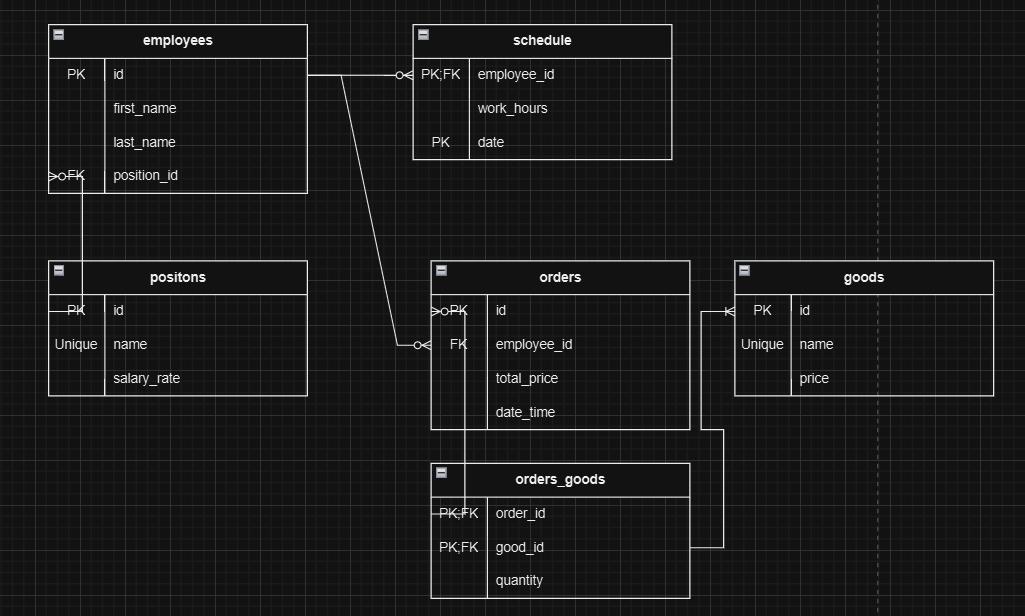 employees
PK id
first_name
last_name
FK position_id
schedule
PK;FK employee_id
work_hours
PK date
positons
PK id
Unique name
salary_rate
orders
PK id
FK employee_id
total_price
date_time
goods
PK id
Unique name
price
orders_goods
PK;FK order_id
PK;FK good_id
quantity